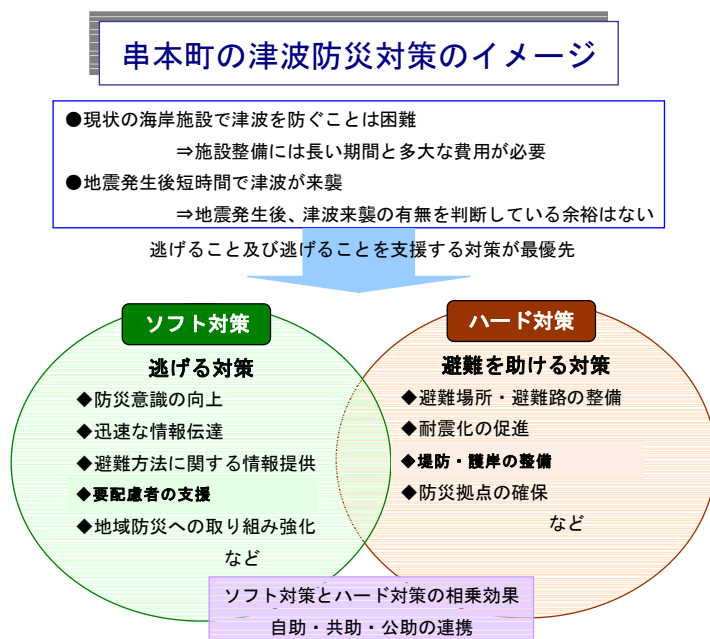 串本町の津波防災対策のイメージ
●現状の海岸施設で津波を防ぐことは困難
⇒施設整備には長い期間と多大な費用が必要
●地震発生後短時間で津波が来襲
⇒地震発生後、津波来襲の有無を判断している余裕はない
逃げること及び逃げることを支援する対策が最優先
ソフト対策
逃げる対策
◆防災意識の向上
◆迅速な情報伝達
◆避難方法に関する情報提供
◆要配慮者の支援
◆地域防災への取り組み強化
など
ハード対策
避難を助ける対策
◆避難場所・避難路の整備
◆耐震化の促進
◆堤防・護岸の整備
◆防災拠点の確保
など
ソフト対策とハード対策の相乗効果
自助・共助・公助の連携